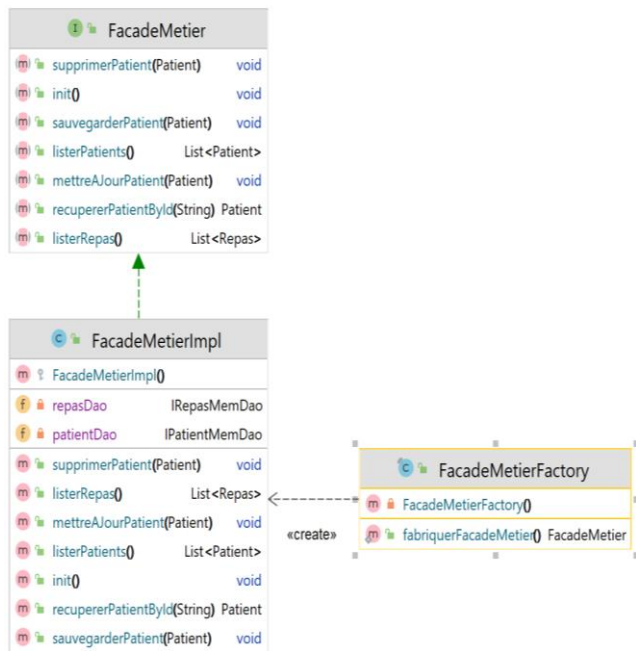 FacadeMetier
supprimerPatient(Patient) void
init() void
sauvegarderPatient(Patient) void
listerPatients() List<Patient>
mettreAJourPatient(Patient) void
recupererPatientById(String) Patient
listerRepas() List<Repas>
FacadeMetierImpl
FacadeMetierImpl()
repasDao IRepasMemDao
patientDao IPatientMemDao
supprimerPatient(Patient) void
listerRepas() List<Repas>
mettreAJourPatient(Patient) void
listerPatients() List<Patient>
init() void
recupererPatientById(String) Patient
sauvegarderPatient(Patient) void
«create»
FacadeMetierFactory
FacadeMetierFactory()
fabriquerFacadeMetier() FacadeMetier